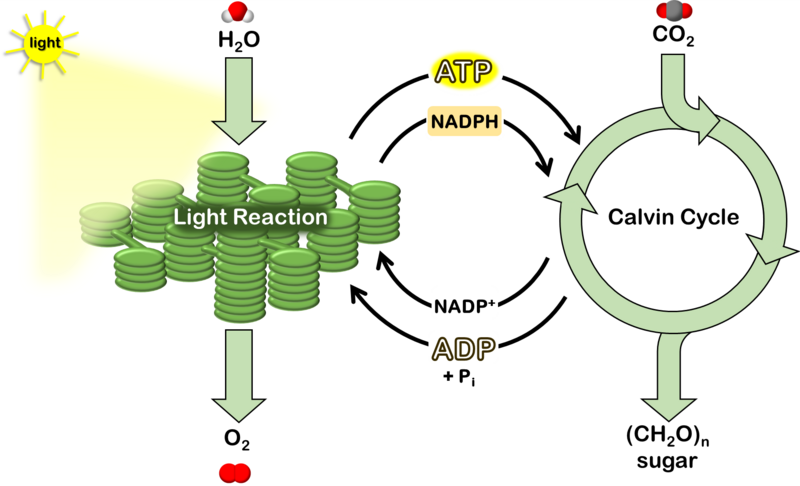 light
H₂O
CO₂
ATP
NADPH
Light Reaction
Calvin Cycle
NADP⁺
ADP
+ Pᵢ
O₂
(CH₂O)ₙ
sugar